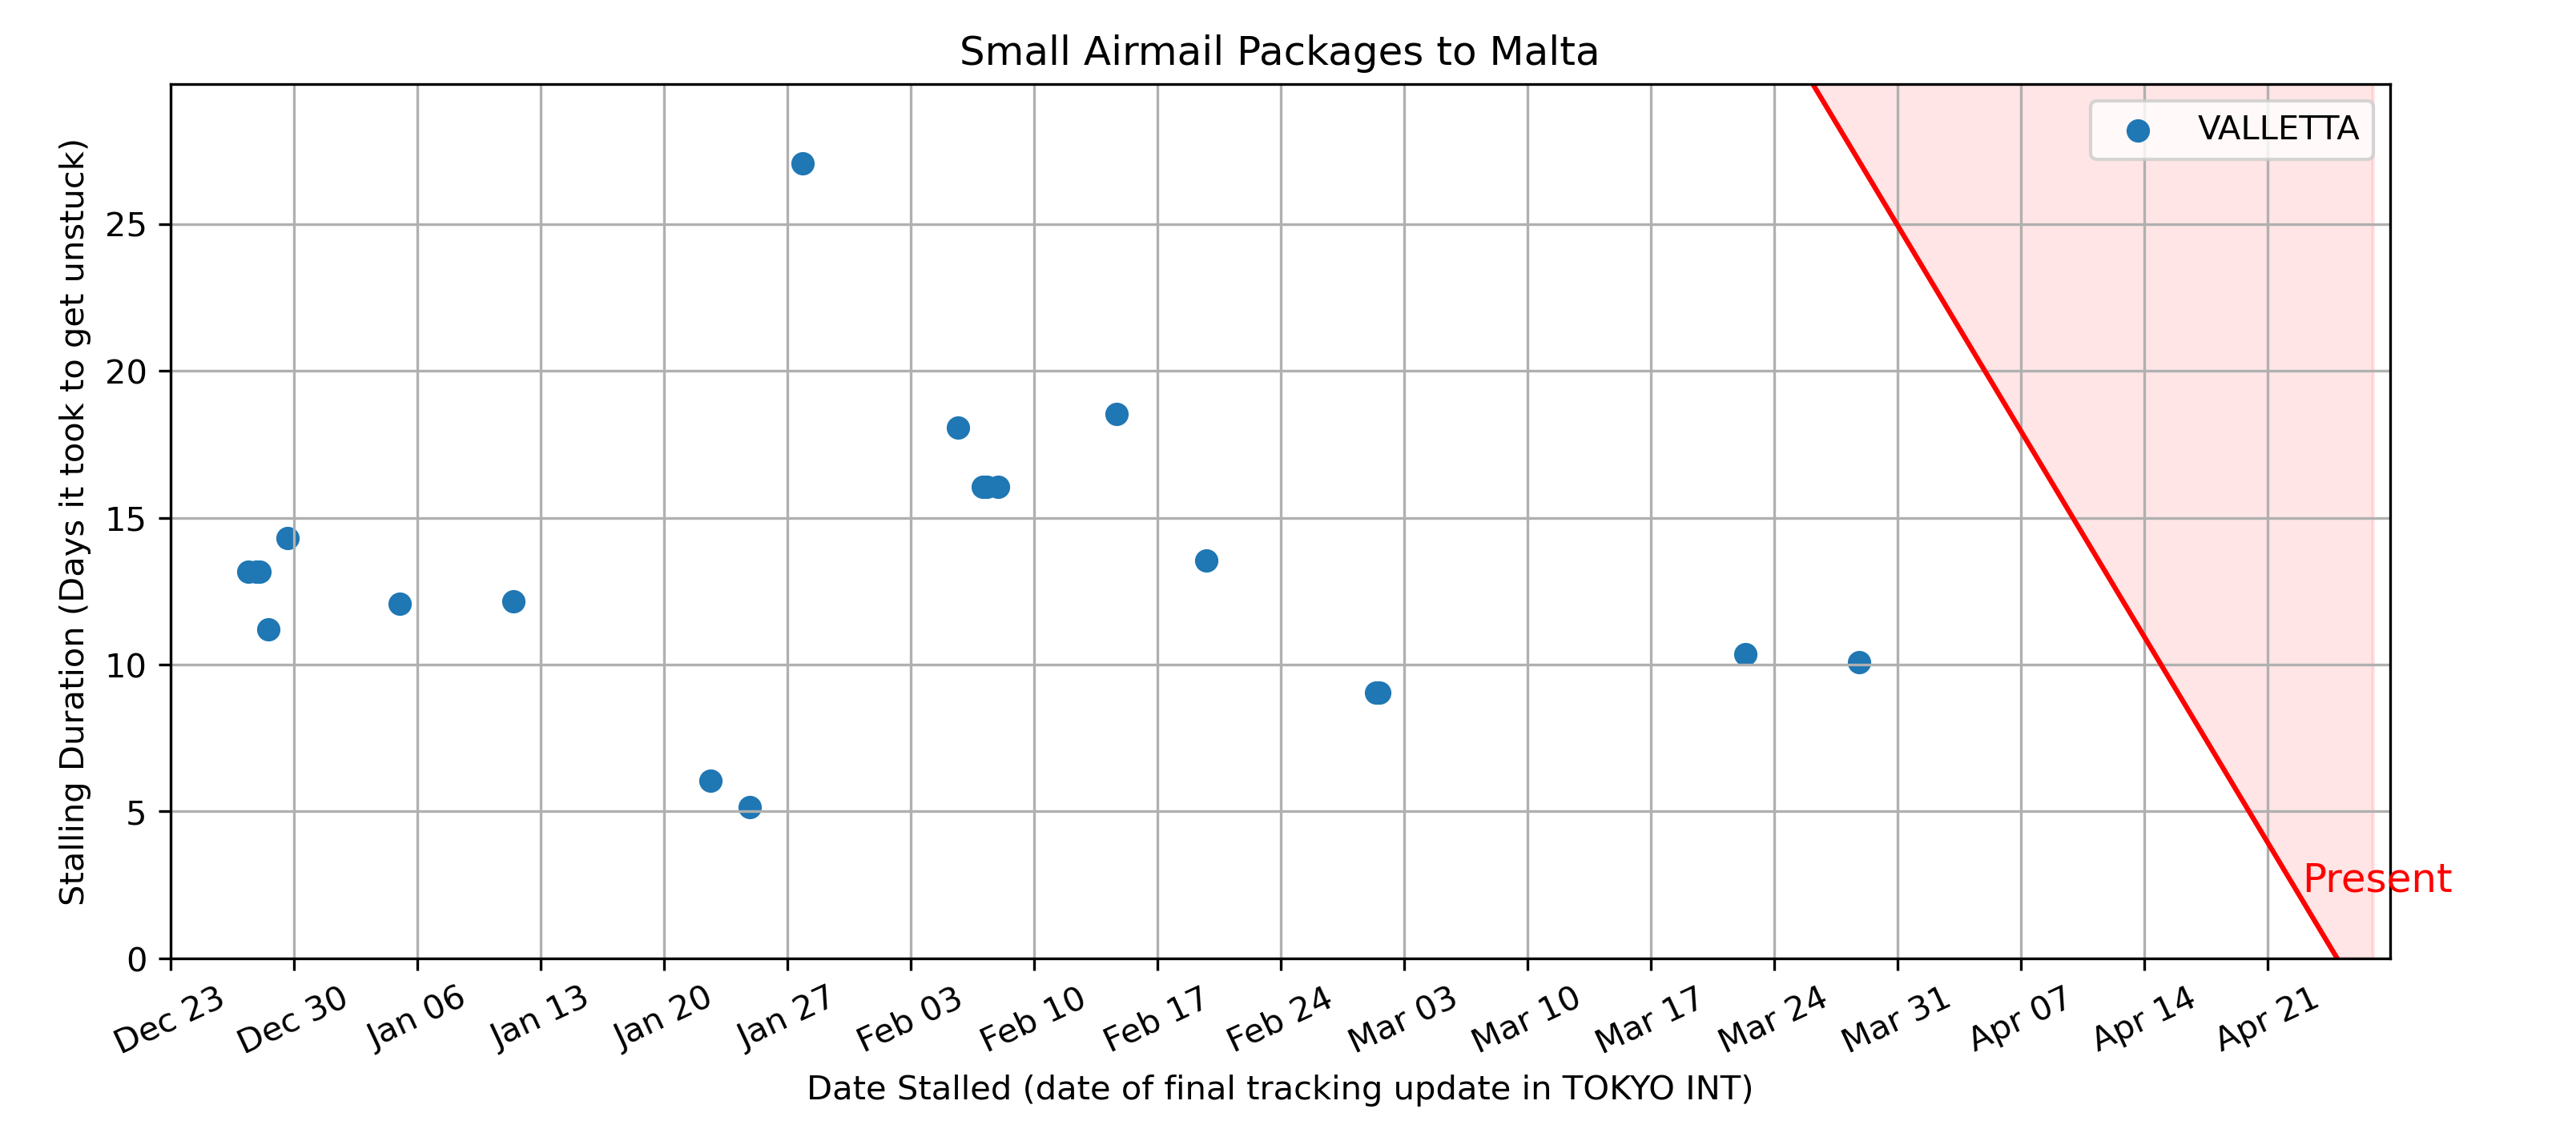 Small Airmail Packages to Malta
VALLETTA
Stalling Duration (Days it took to get unstuck)
25
20
15
10
5
0
Present
Dec 23
Dec 30
Jan 06
Jan 13
Jan 20
Jan 27
Feb 03
Feb 10
Feb 17
Feb 24
Mar 03
Mar 10
Mar 17
Mar 24
Mar 31
Apr 07
Apr 14
Apr 21
Date Stalled (date of final tracking update in TOKYO INT)